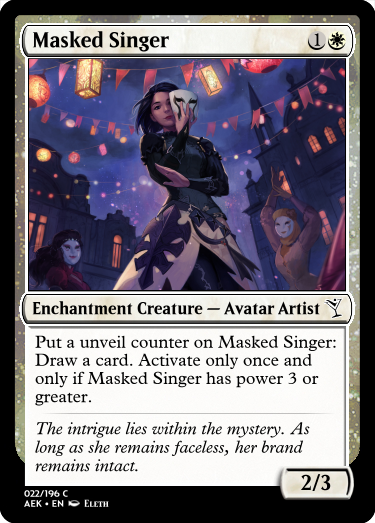 Masked Singer 1
Enchantment Creature — Avatar Artist
Put a unveil counter on Masked Singer:
Draw a card. Activate only once and
only if Masked Singer has power 3 or
greater.
The intrigue lies within the mystery. As
long as she remains faceless, her brand
remains intact.
2/3
022/196 C
AEK • EN Eleth